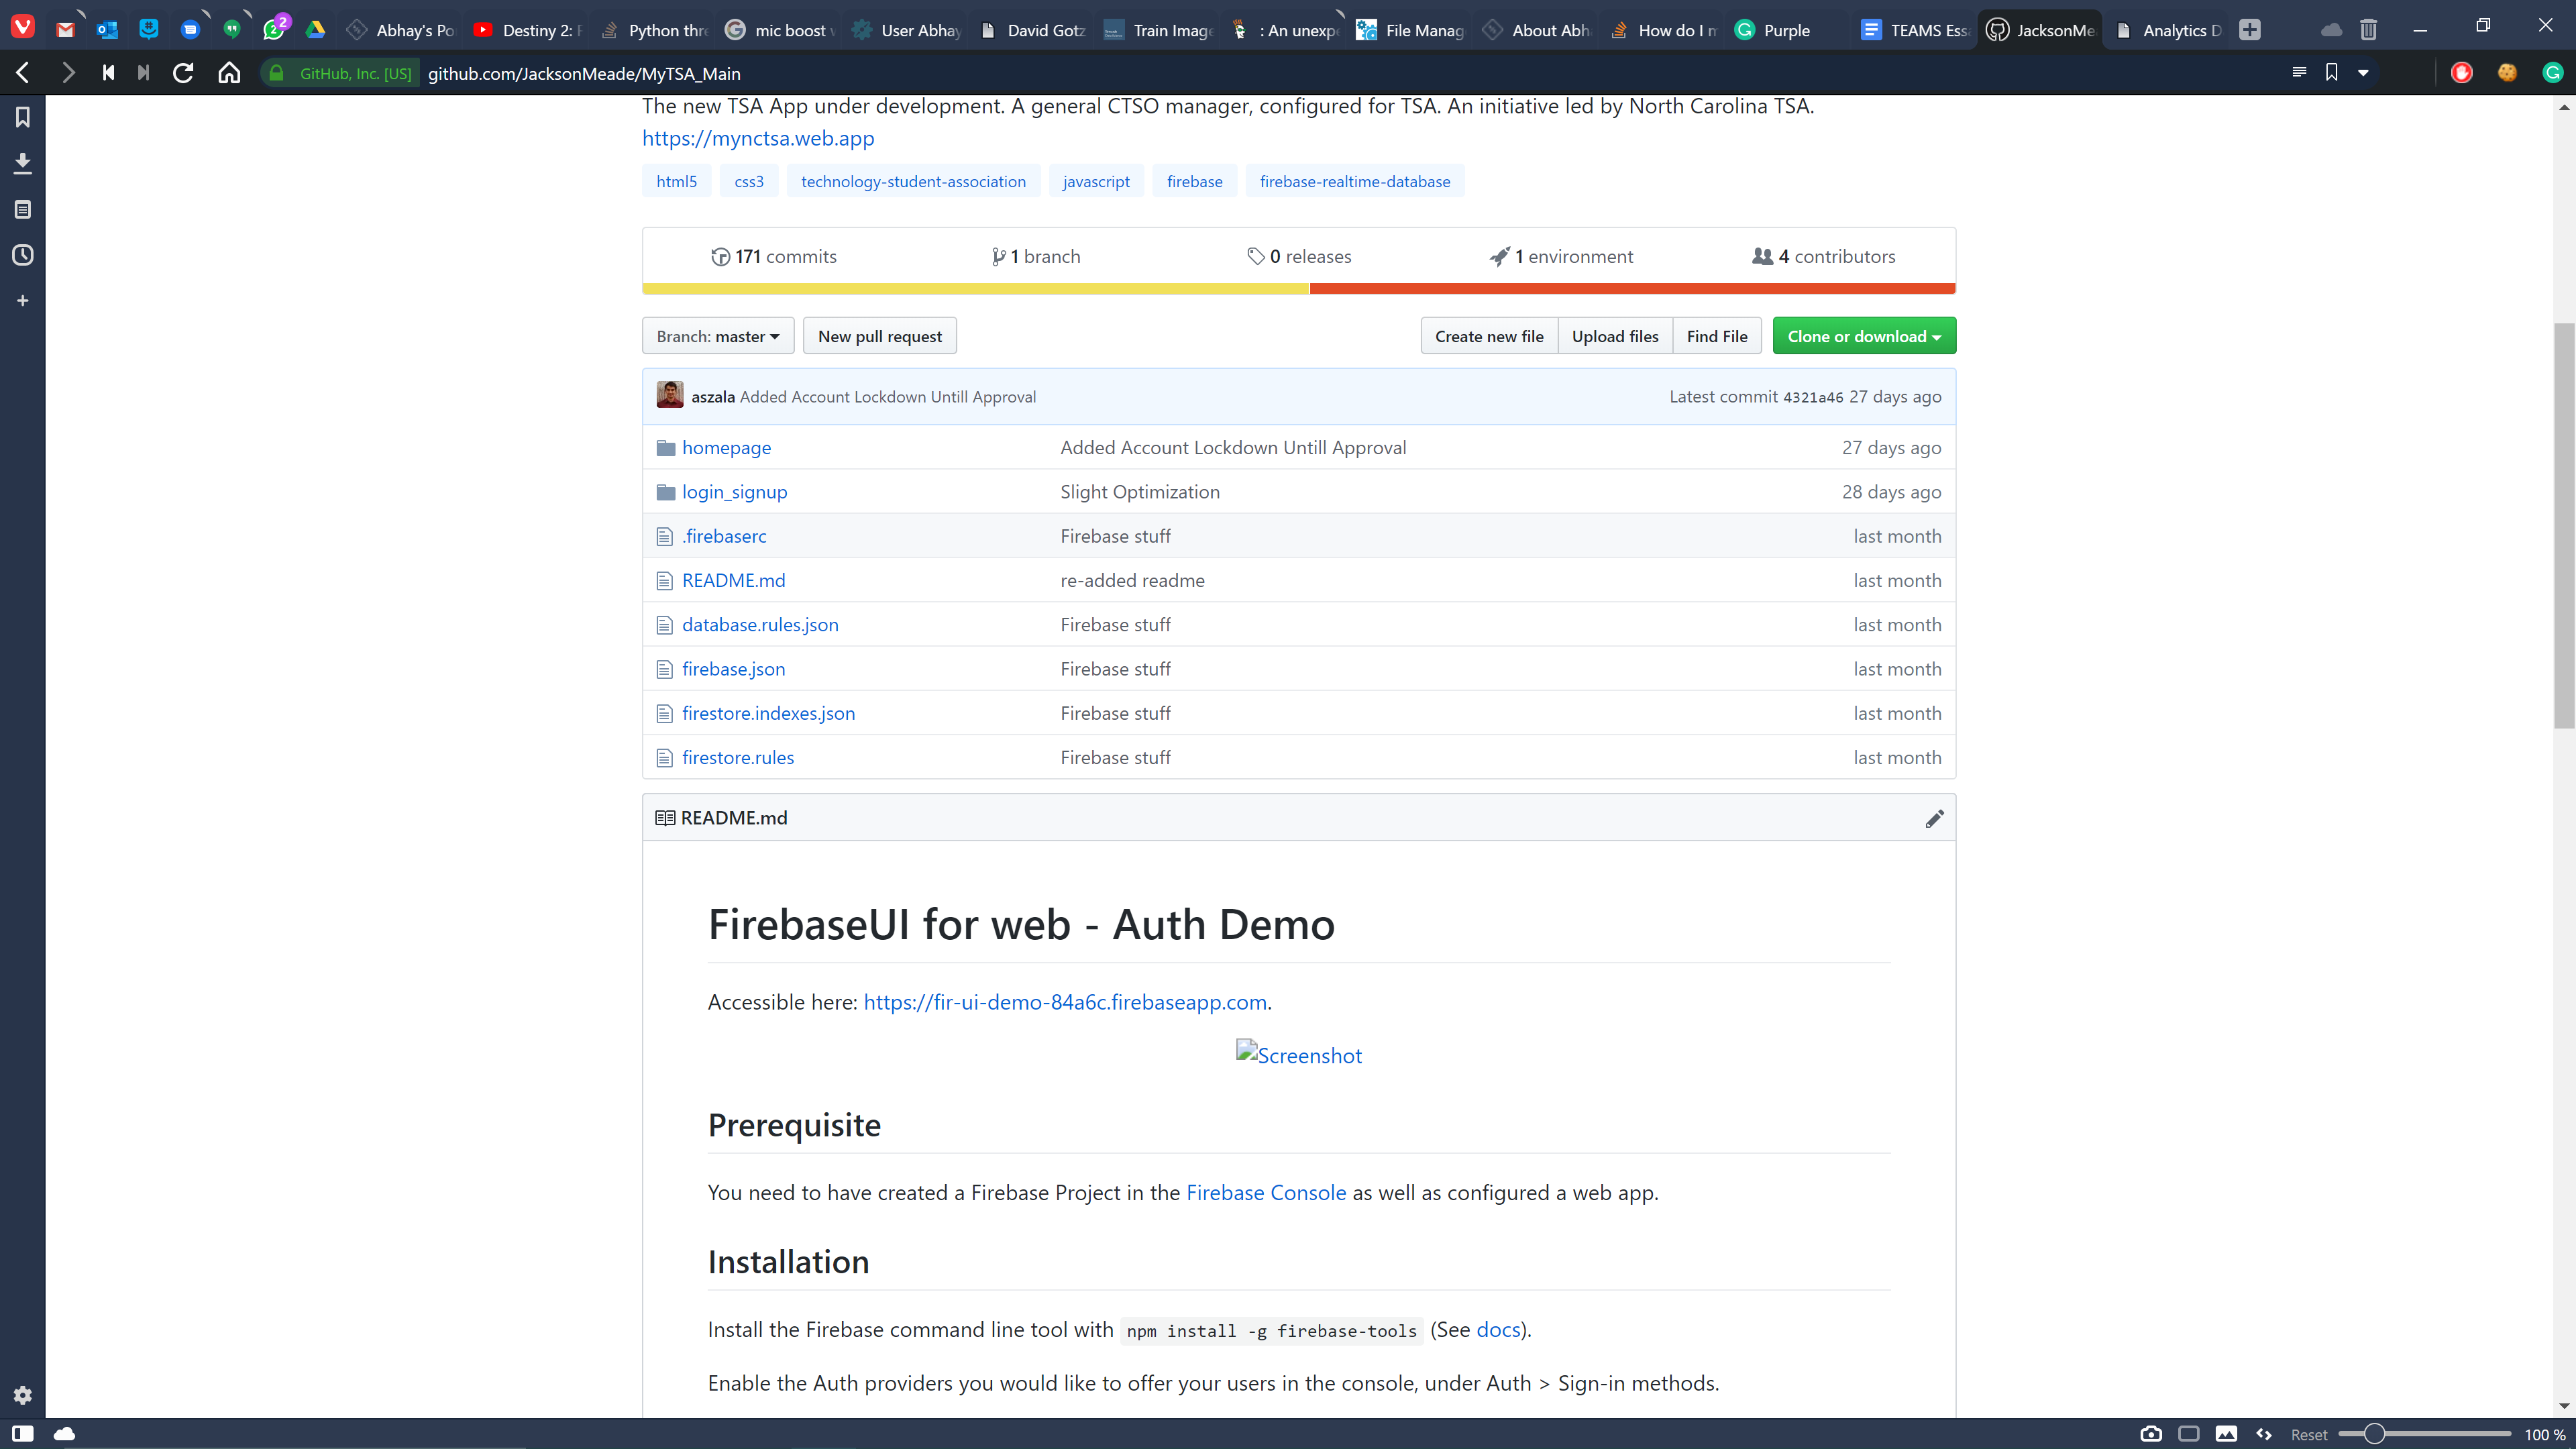 2
Abhay's Po
Destiny 2: F
Python thre
mic boost v
User Abhay
David Gotz
Train Image
: An unexpe
File Manag
About Abh
How do I m
Purple
TEAMS Ess
JacksonMe
Analytics D
GitHub, Inc. [US]
github.com/JacksonMeade/MyTSA_Main
The new TSA App under development. A general CTSO manager, configured for TSA. An initiative led by North Carolina TSA.
https://mynctsa.web.app
html5 css3 technology-student-association javascript firebase firebase-realtime-database
171 commits 1 branch 0 releases 1 environment 4 contributors
Branch: master New pull request Create new file Upload files Find File Clone or download
aszala Added Account Lockdown Untill Approval Latest commit 4321a46 27 days ago
homepage Added Account Lockdown Untill Approval 27 days ago
login_signup Slight Optimization 28 days ago
.firebaserc Firebase stuff last month
README.md re-added readme last month
database.rules.json Firebase stuff last month
firebase.json Firebase stuff last month
firestore.indexes.json Firebase stuff last month
firestore.rules Firebase stuff last month
README.md
FirebaseUI for web - Auth Demo
Accessible here: https://fir-ui-demo-84a6c.firebaseapp.com.
Screenshot
Prerequisite
You need to have created a Firebase Project in the Firebase Console as well as configured a web app.
Installation
Install the Firebase command line tool with npm install -g firebase-tools (See docs).
Enable the Auth providers you would like to offer your users in the console, under Auth > Sign-in methods.
Reset 100 %